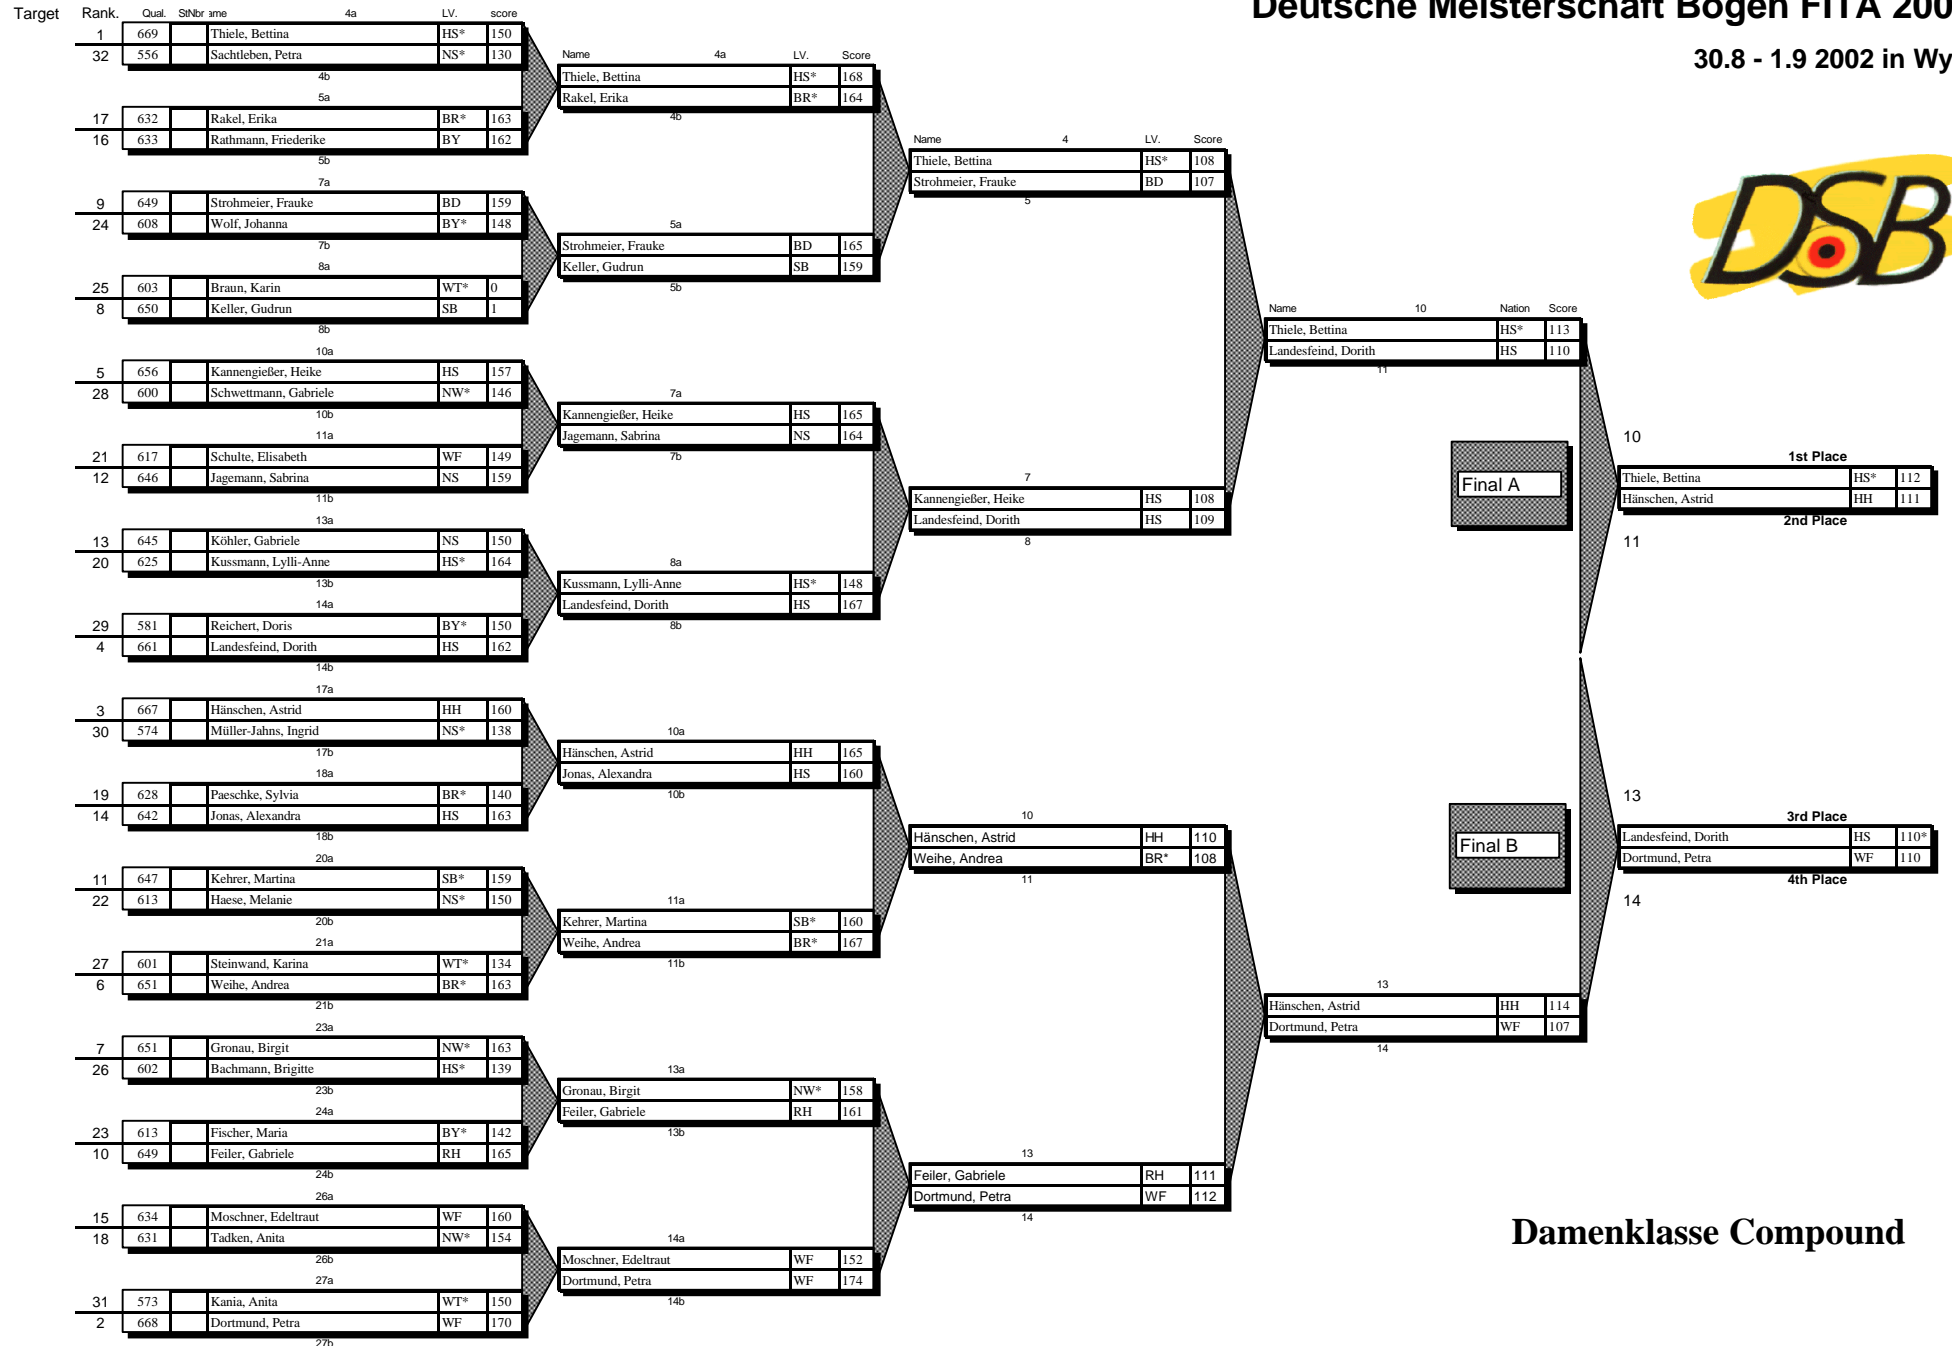 Deutsche Meisterschaft Bogen FITA 200
30.8 - 1.9 2002 in Wy
DSB
Target Rank. Qual. StNbr ame 4a LV. score
1 669 Thiele, Bettina HS* 150
32 556 Sachtleben, Petra NS* 130
4b
5a
17 632 Rakel, Erika BR* 163
16 633 Rathmann, Friederike BY 162
5b
7a
9 649 Strohmeier, Frauke BD 159
24 608 Wolf, Johanna BY* 148
7b
8a
25 603 Braun, Karin WT* 0
8 650 Keller, Gudrun SB 1
8b
10a
5 656 Kannengießer, Heike HS 157
28 600 Schwettmann, Gabriele NW* 146
10b
11a
21 617 Schulte, Elisabeth WF 149
12 646 Jagemann, Sabrina NS 159
11b
13a
13 645 Köhler, Gabriele NS 150
20 625 Kussmann, Lylli-Anne HS* 164
13b
14a
29 581 Reichert, Doris BY* 150
4 661 Landesfeind, Dorith HS 162
14b
17a
3 667 Hänschen, Astrid HH 160
30 574 Müller-Jahns, Ingrid NS* 138
17b
18a
19 628 Paeschke, Sylvia BR* 140
14 642 Jonas, Alexandra HS 163
18b
20a
11 647 Kehrer, Martina SB* 159
22 613 Haese, Melanie NS* 150
20b
21a
27 601 Steinwand, Karina WT* 134
6 651 Weihe, Andrea BR* 163
21b
23a
7 651 Gronau, Birgit NW* 163
26 602 Bachmann, Brigitte HS* 139
23b
24a
23 613 Fischer, Maria BY* 142
10 649 Feiler, Gabriele RH 165
24b
26a
15 634 Moschner, Edeltraut WF 160
18 631 Tadken, Anita NW* 154
26b
27a
31 573 Kania, Anita WT* 150
2 668 Dortmund, Petra WF 170
27b
Name 4a LV. Score
Thiele, Bettina HS* 168
Rakel, Erika BR* 164
4b
5a
Strohmeier, Frauke BD 165
Keller, Gudrun SB 159
5b
7a
Kannengießer, Heike HS 165
Jagemann, Sabrina NS 164
7b
8a
Kussmann, Lylli-Anne HS* 148
Landesfeind, Dorith HS 167
8b
10a
Hänschen, Astrid HH 165
Jonas, Alexandra HS 160
10b
11a
Kehrer, Martina SB* 160
Weihe, Andrea BR* 167
11b
13a
Gronau, Birgit NW* 158
Feiler, Gabriele RH 161
13b
14a
Moschner, Edeltraut WF 152
Dortmund, Petra WF 174
14b
Name 4 LV. Score
Thiele, Bettina HS* 108
Strohmeier, Frauke BD 107
5
7
Kannengießer, Heike HS 108
Landesfeind, Dorith HS 109
8
10
Hänschen, Astrid HH 110
Weihe, Andrea BR* 108
11
13
Feiler, Gabriele RH 111
Dortmund, Petra WF 112
14
Name 10 Nation Score
Thiele, Bettina HS* 113
Landesfeind, Dorith HS 110
11
13
Hänschen, Astrid HH 114
Dortmund, Petra WF 107
14
Final A
10
1st Place
Thiele, Bettina HS* 112
Hänschen, Astrid HH 111
2nd Place
11
Final B
13
3rd Place
Landesfeind, Dorith HS 110*
Dortmund, Petra WF 110
4th Place
14
Damenklasse Compound